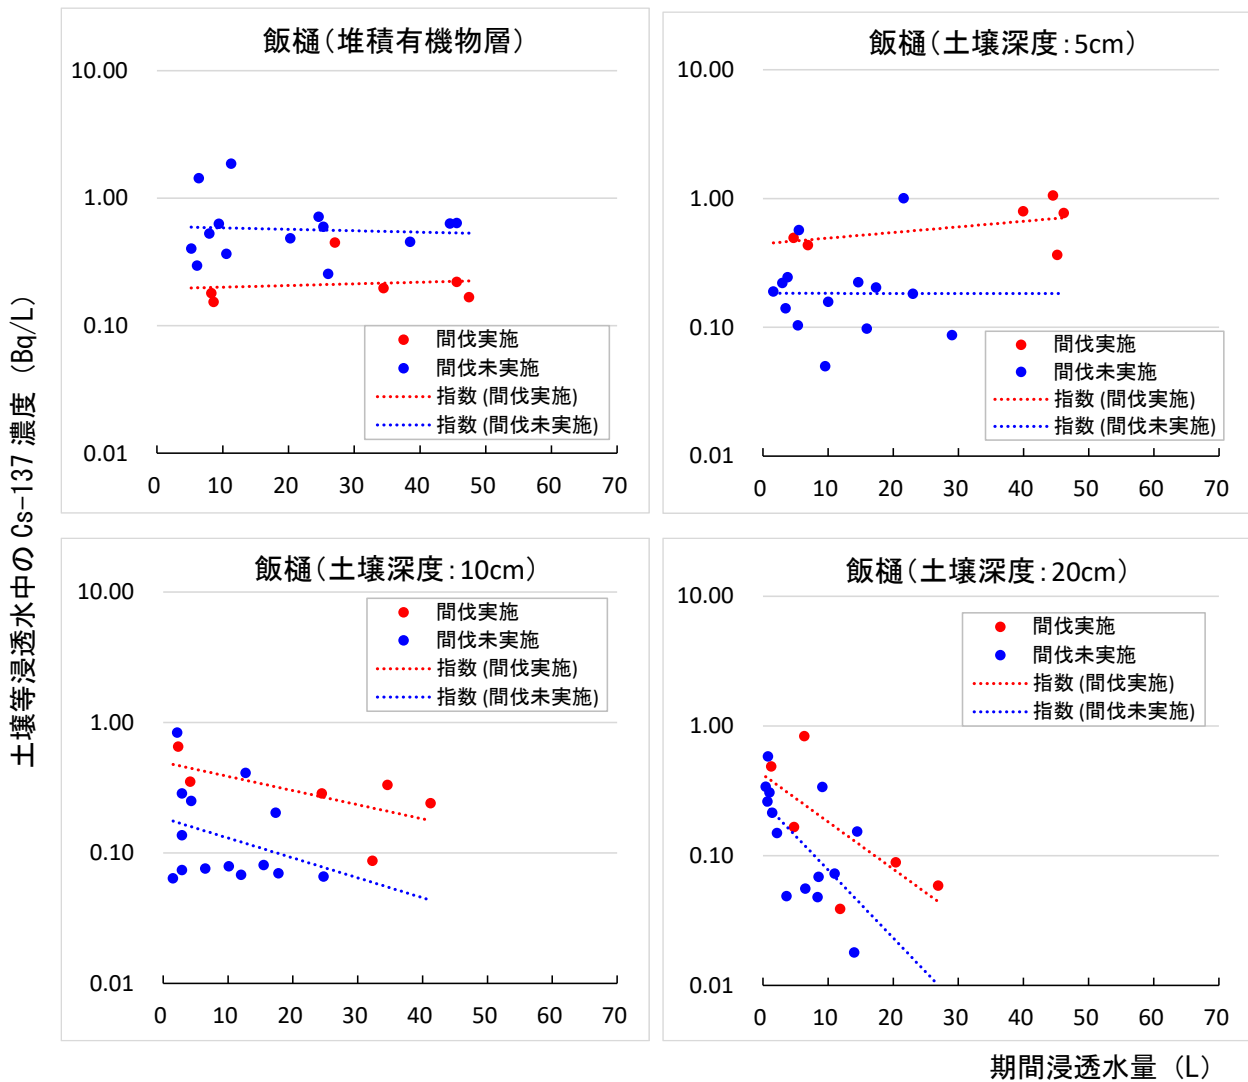 土壌等浸透水中の Cs-137 濃度 (Bq/L)
飯樋(堆積有機物層)
10.00
1.00
0.10
0.01
0 10 20 30 40 50 60 70
間伐実施
間伐未実施
指数 (間伐実施)
指数 (間伐未実施)
飯樋(土壌深度:5cm)
10.00
1.00
0.10
0.01
0 10 20 30 40 50 60 70
間伐実施
間伐未実施
指数 (間伐実施)
指数 (間伐未実施)
飯樋(土壌深度:10cm)
10.00
1.00
0.10
0.01
0 10 20 30 40 50 60 70
間伐実施
間伐未実施
指数 (間伐実施)
指数 (間伐未実施)
飯樋(土壌深度:20cm)
10.00
1.00
0.10
0.01
0 10 20 30 40 50 60 70
間伐実施
間伐未実施
指数 (間伐実施)
指数 (間伐未実施)
期間浸透水量 (L)